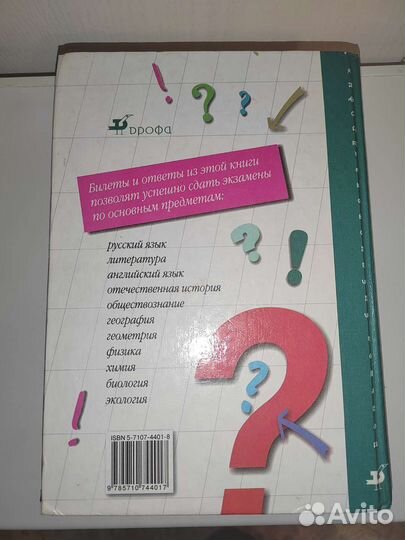 Дрофа
Билеты и ответы из этой книги
позволят успешно сдать экзамены
по основным предметам:
русский язык
литература
английский язык
отечественная история
обществознание
география
геометрия
физика
химия
биология
экология
ISBN 5-7107-4401-8
9 785710 744017
Avito